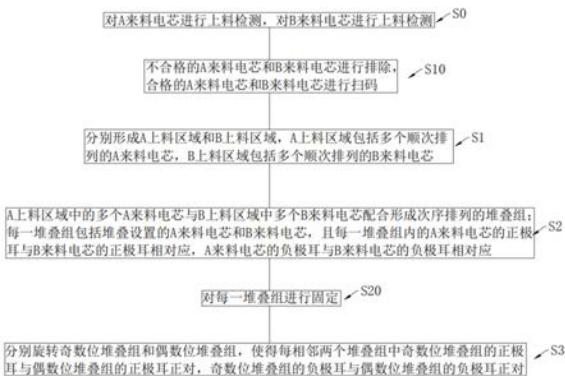 对A来料电芯进行上料检测，对B来料电芯进行上料检测
S0
不合格的A来料电芯和B来料电芯进行排除，
合格的A来料电芯和B来料电芯进行扫码
S10
分别形成A上料区域和B上料区域，A上料区域包括多个顺次排
列的A来料电芯，B上料区域包括多个顺次排列的B来料电芯
S1
A上料区域中的多个A来料电芯与B上料区域中多个B来料电芯配合形成次序排列的堆叠组；
每一堆叠组包括堆叠设置的A来料电芯和B来料电芯，且每一堆叠组内的A来料电芯的正极
耳与B来料电芯的正极耳相对应，A来料电芯的负极耳与B来料电芯的负极耳相对应
S2
对每一堆叠组进行固定
S20
分别旋转奇数位堆叠组和偶数位堆叠组，使得每相邻两个堆叠组中奇数位堆叠组的正极
耳与偶数位堆叠组的正极耳正对，奇数位堆叠组的负极耳与偶数位堆叠组的负极耳正对
S3